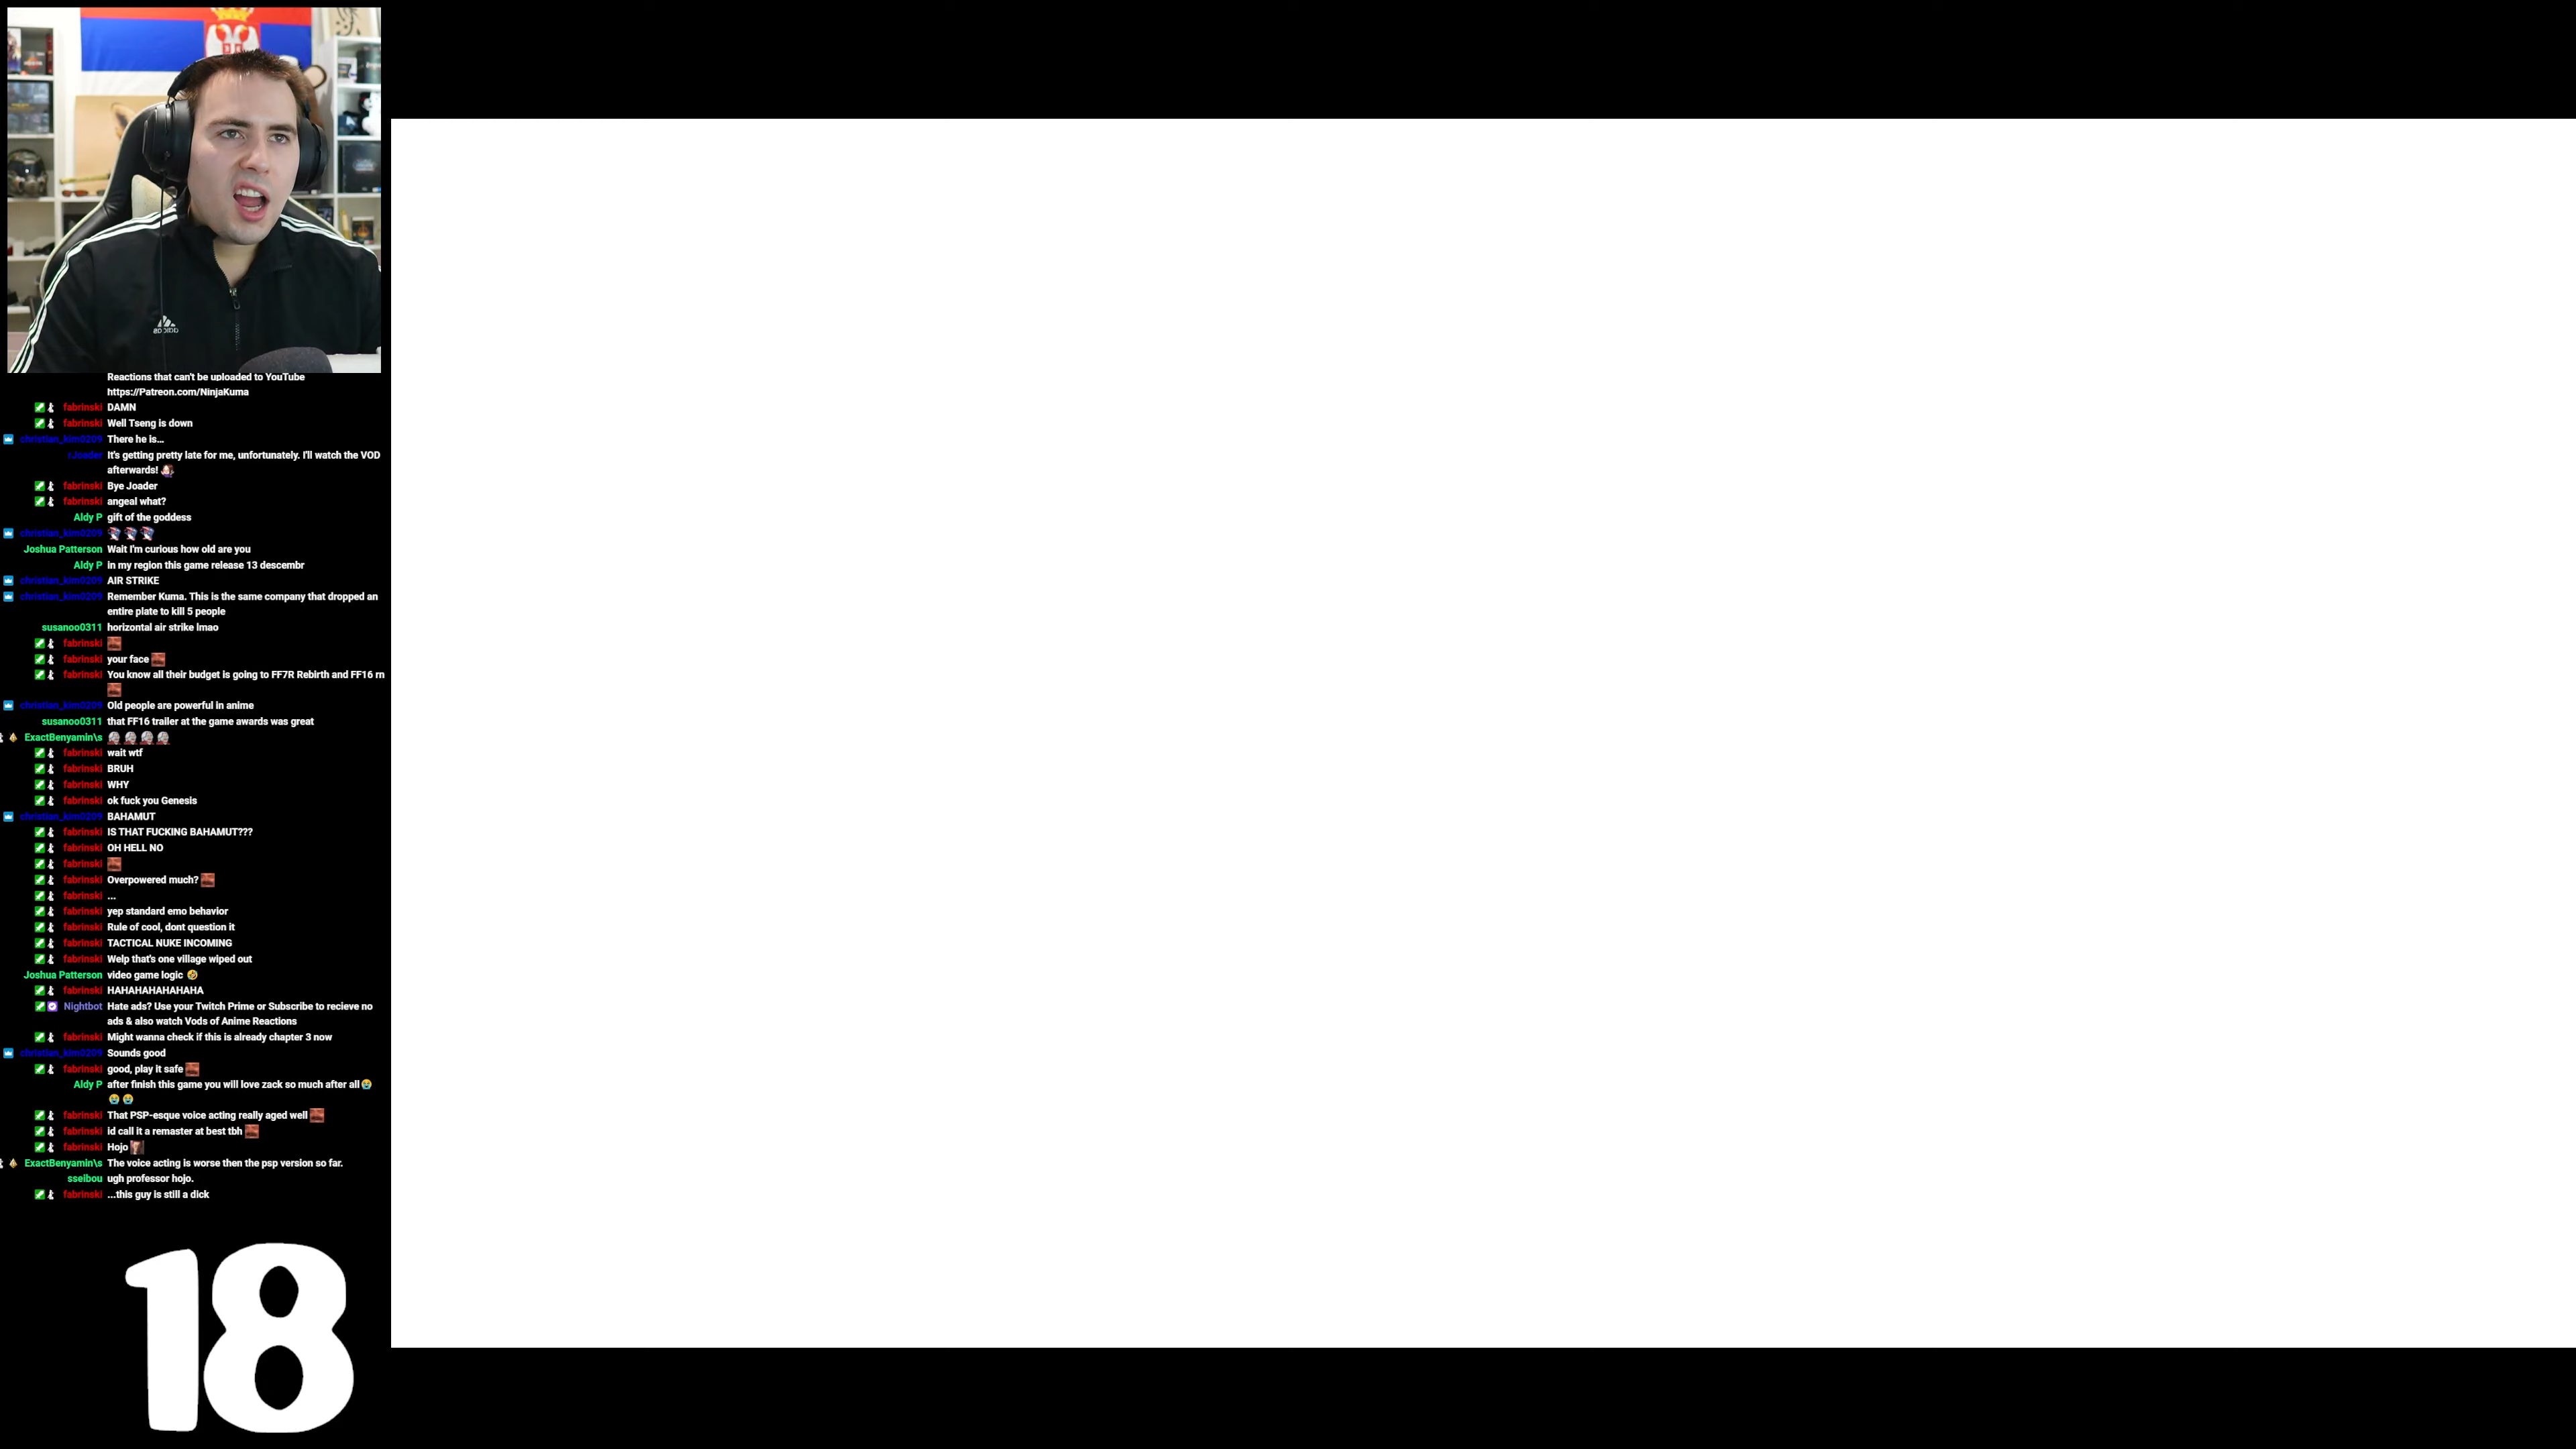 adidas
Reactions that can't be uploaded to YouTube
https://Patreon.com/NinjaKuma
fabrinski DAMN
fabrinski Well Tseng is down
christian_kim0209 There he is...
It's getting pretty late for me, unfortunately. I'll watch the VOD
afterwards!
fabrinski Bye Joader
fabrinski angeal what?
Aldy P gift of the goddess
christian_kim0209
Joshua Patterson Wait I'm curious how old are you
Aldy P in my region this game release 13 descembr
christian_kim0209 AIR STRIKE
christian_kim0209 Remember Kuma. This is the same company that dropped an
entire plate to kill 5 people
susanoo0311 horizontal air strike lmao
fabrinski
fabrinski your face
fabrinski You know all their budget is going to FF7R Rebirth and FF16 rn
christian_kim0209 Old people are powerful in anime
susanoo0311 that FF16 trailer at the game awards was great
ExactBenyamin\s
fabrinski wait wtf
fabrinski BRUH
fabrinski WHY
fabrinski ok fuck you Genesis
christian_kim0209 BAHAMUT
fabrinski IS THAT FUCKING BAHAMUT???
fabrinski OH HELL NO
fabrinski
fabrinski Overpowered much?
fabrinski ...
fabrinski yep standard emo behavior
fabrinski Rule of cool, dont question it
fabrinski TACTICAL NUKE INCOMING
fabrinski Welp that's one village wiped out
Joshua Patterson video game logic
fabrinski HAHAHAHAHAHAHA
Nightbot Hate ads? Use your Twitch Prime or Subscribe to recieve no
ads & also watch Vods of Anime Reactions
fabrinski Might wanna check if this is already chapter 3 now
christian_kim0209 Sounds good
fabrinski good, play it safe
Aldy P after finish this game you will love zack so much after all
fabrinski That PSP-esque voice acting really aged well
fabrinski id call it a remaster at best tbh
fabrinski Hojo
ExactBenyamin\s The voice acting is worse then the psp version so far.
sseibou ugh professor hojo.
fabrinski ...this guy is still a dick
18